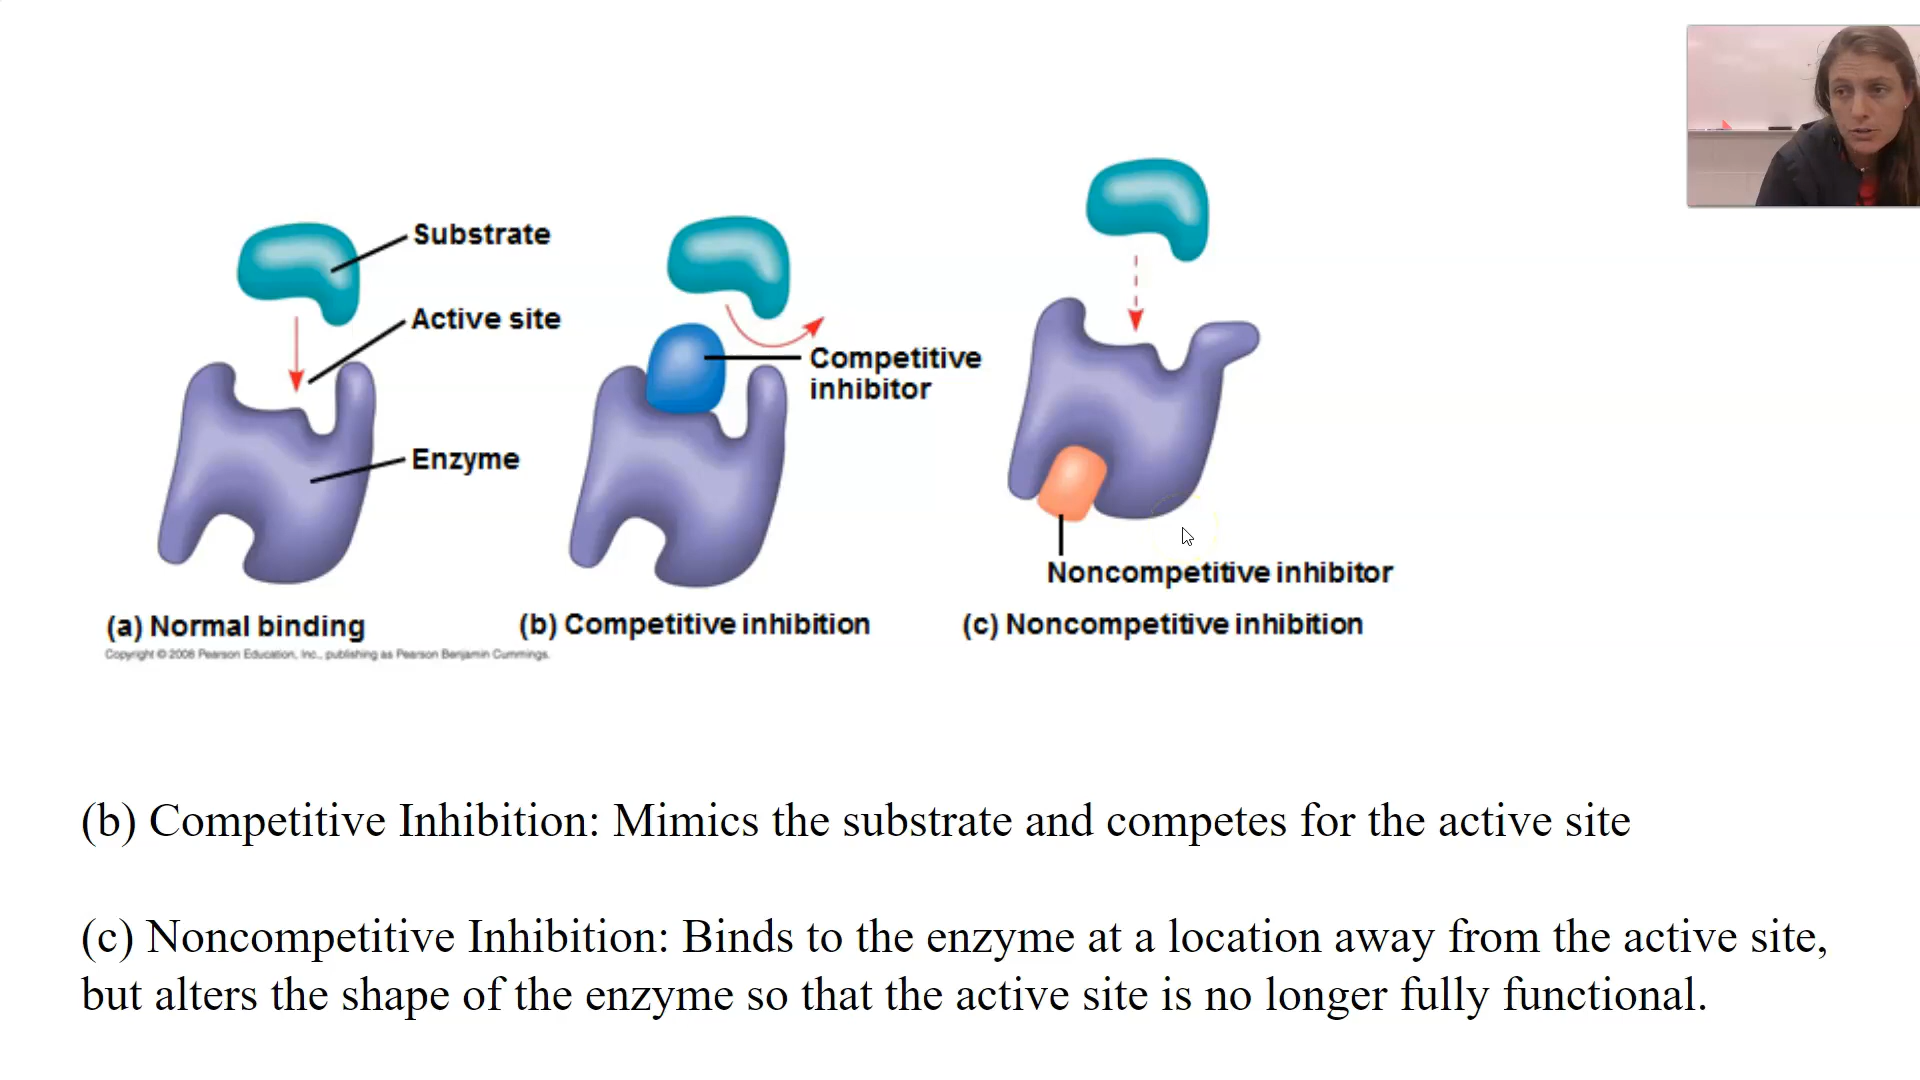 Substrate
Active site
Enzyme
Competitive
inhibitor
Noncompetitive inhibitor
(a) Normal binding
(b) Competitive inhibition
(c) Noncompetitive inhibition
Copyright © 2008 Pearson Education, Inc., publishing as Pearson Benjamin Cummings.
(b) Competitive Inhibition: Mimics the substrate and competes for the active site
(c) Noncompetitive Inhibition: Binds to the enzyme at a location away from the active site,
but alters the shape of the enzyme so that the active site is no longer fully functional.